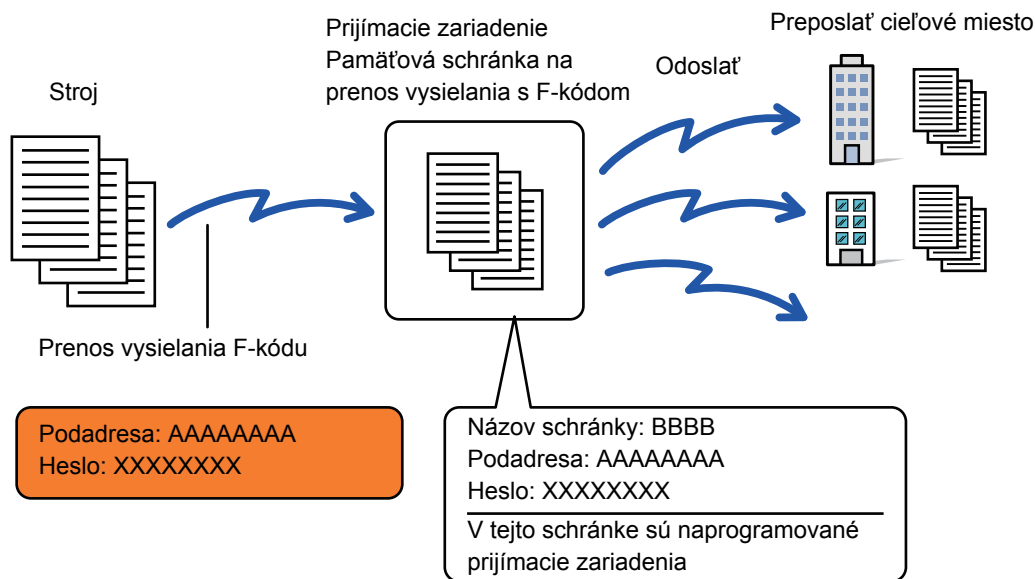 Stroj
Prijímacie zariadenie
Pamäťová schránka na
prenos vysielania s F-kódom
Odoslať
Preposlať cieľové miesto
Prenos vysielania F-kódu
Podadresa: AAAAAAAA
Heslo: XXXXXXXX
Názov schránky: BBBB
Podadresa: AAAAAAAA
Heslo: XXXXXXXX
V tejto schránke sú naprogramované
prijímacie zariadenia